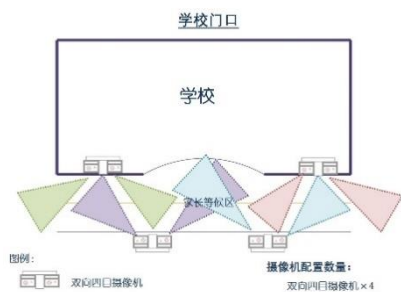 学校门口
学校
家长等候区
图例:
双向四目摄像机
摄像机配置数量：
双向四目摄像机×4